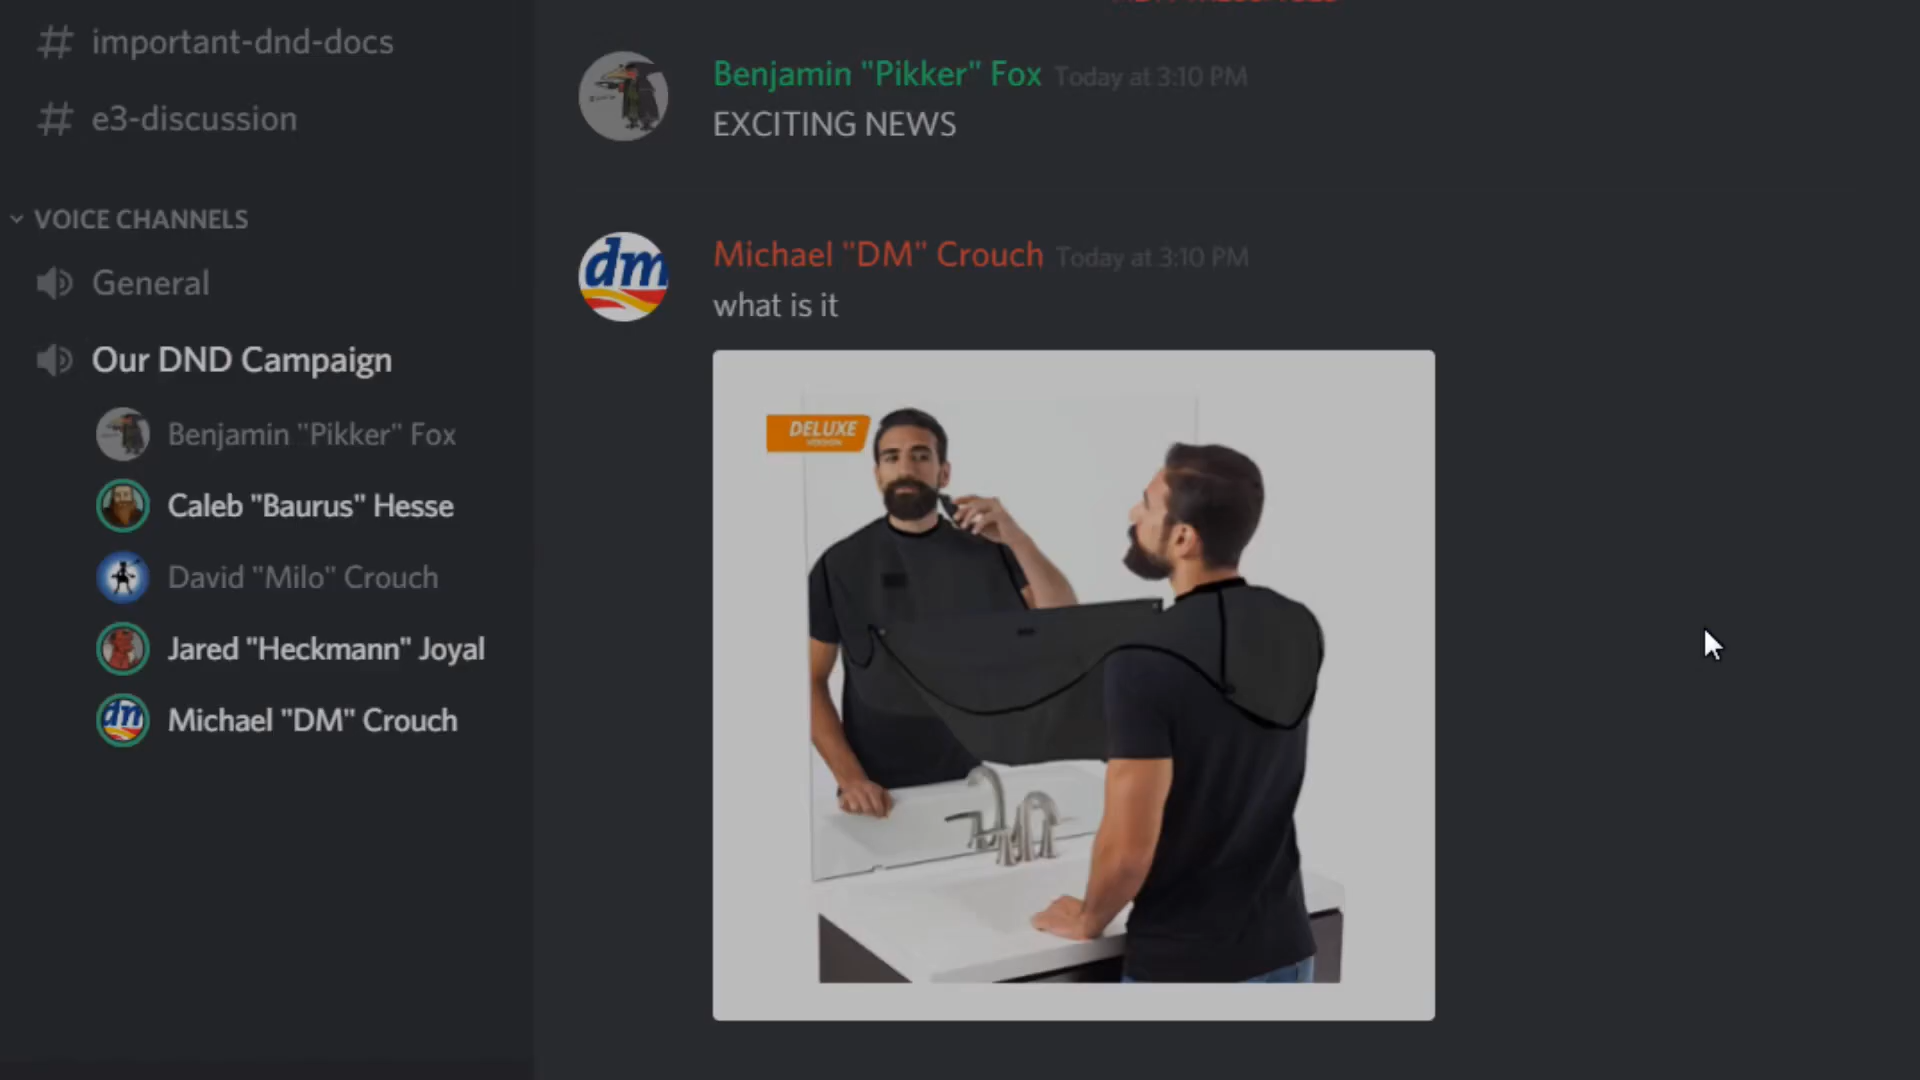 important-dnd-docs
e3-discussion
VOICE CHANNELS
General
Our DND Campaign
Benjamin "Pikker" Fox
Caleb "Baurus" Hesse
David "Milo" Crouch
Jared "Heckmann" Joyal
Michael "DM" Crouch
Benjamin "Pikker" Fox Today at 3:10 PM
EXCITING NEWS
dm
Michael "DM" Crouch Today at 3:10 PM
what is it
DELUXE
VERSION